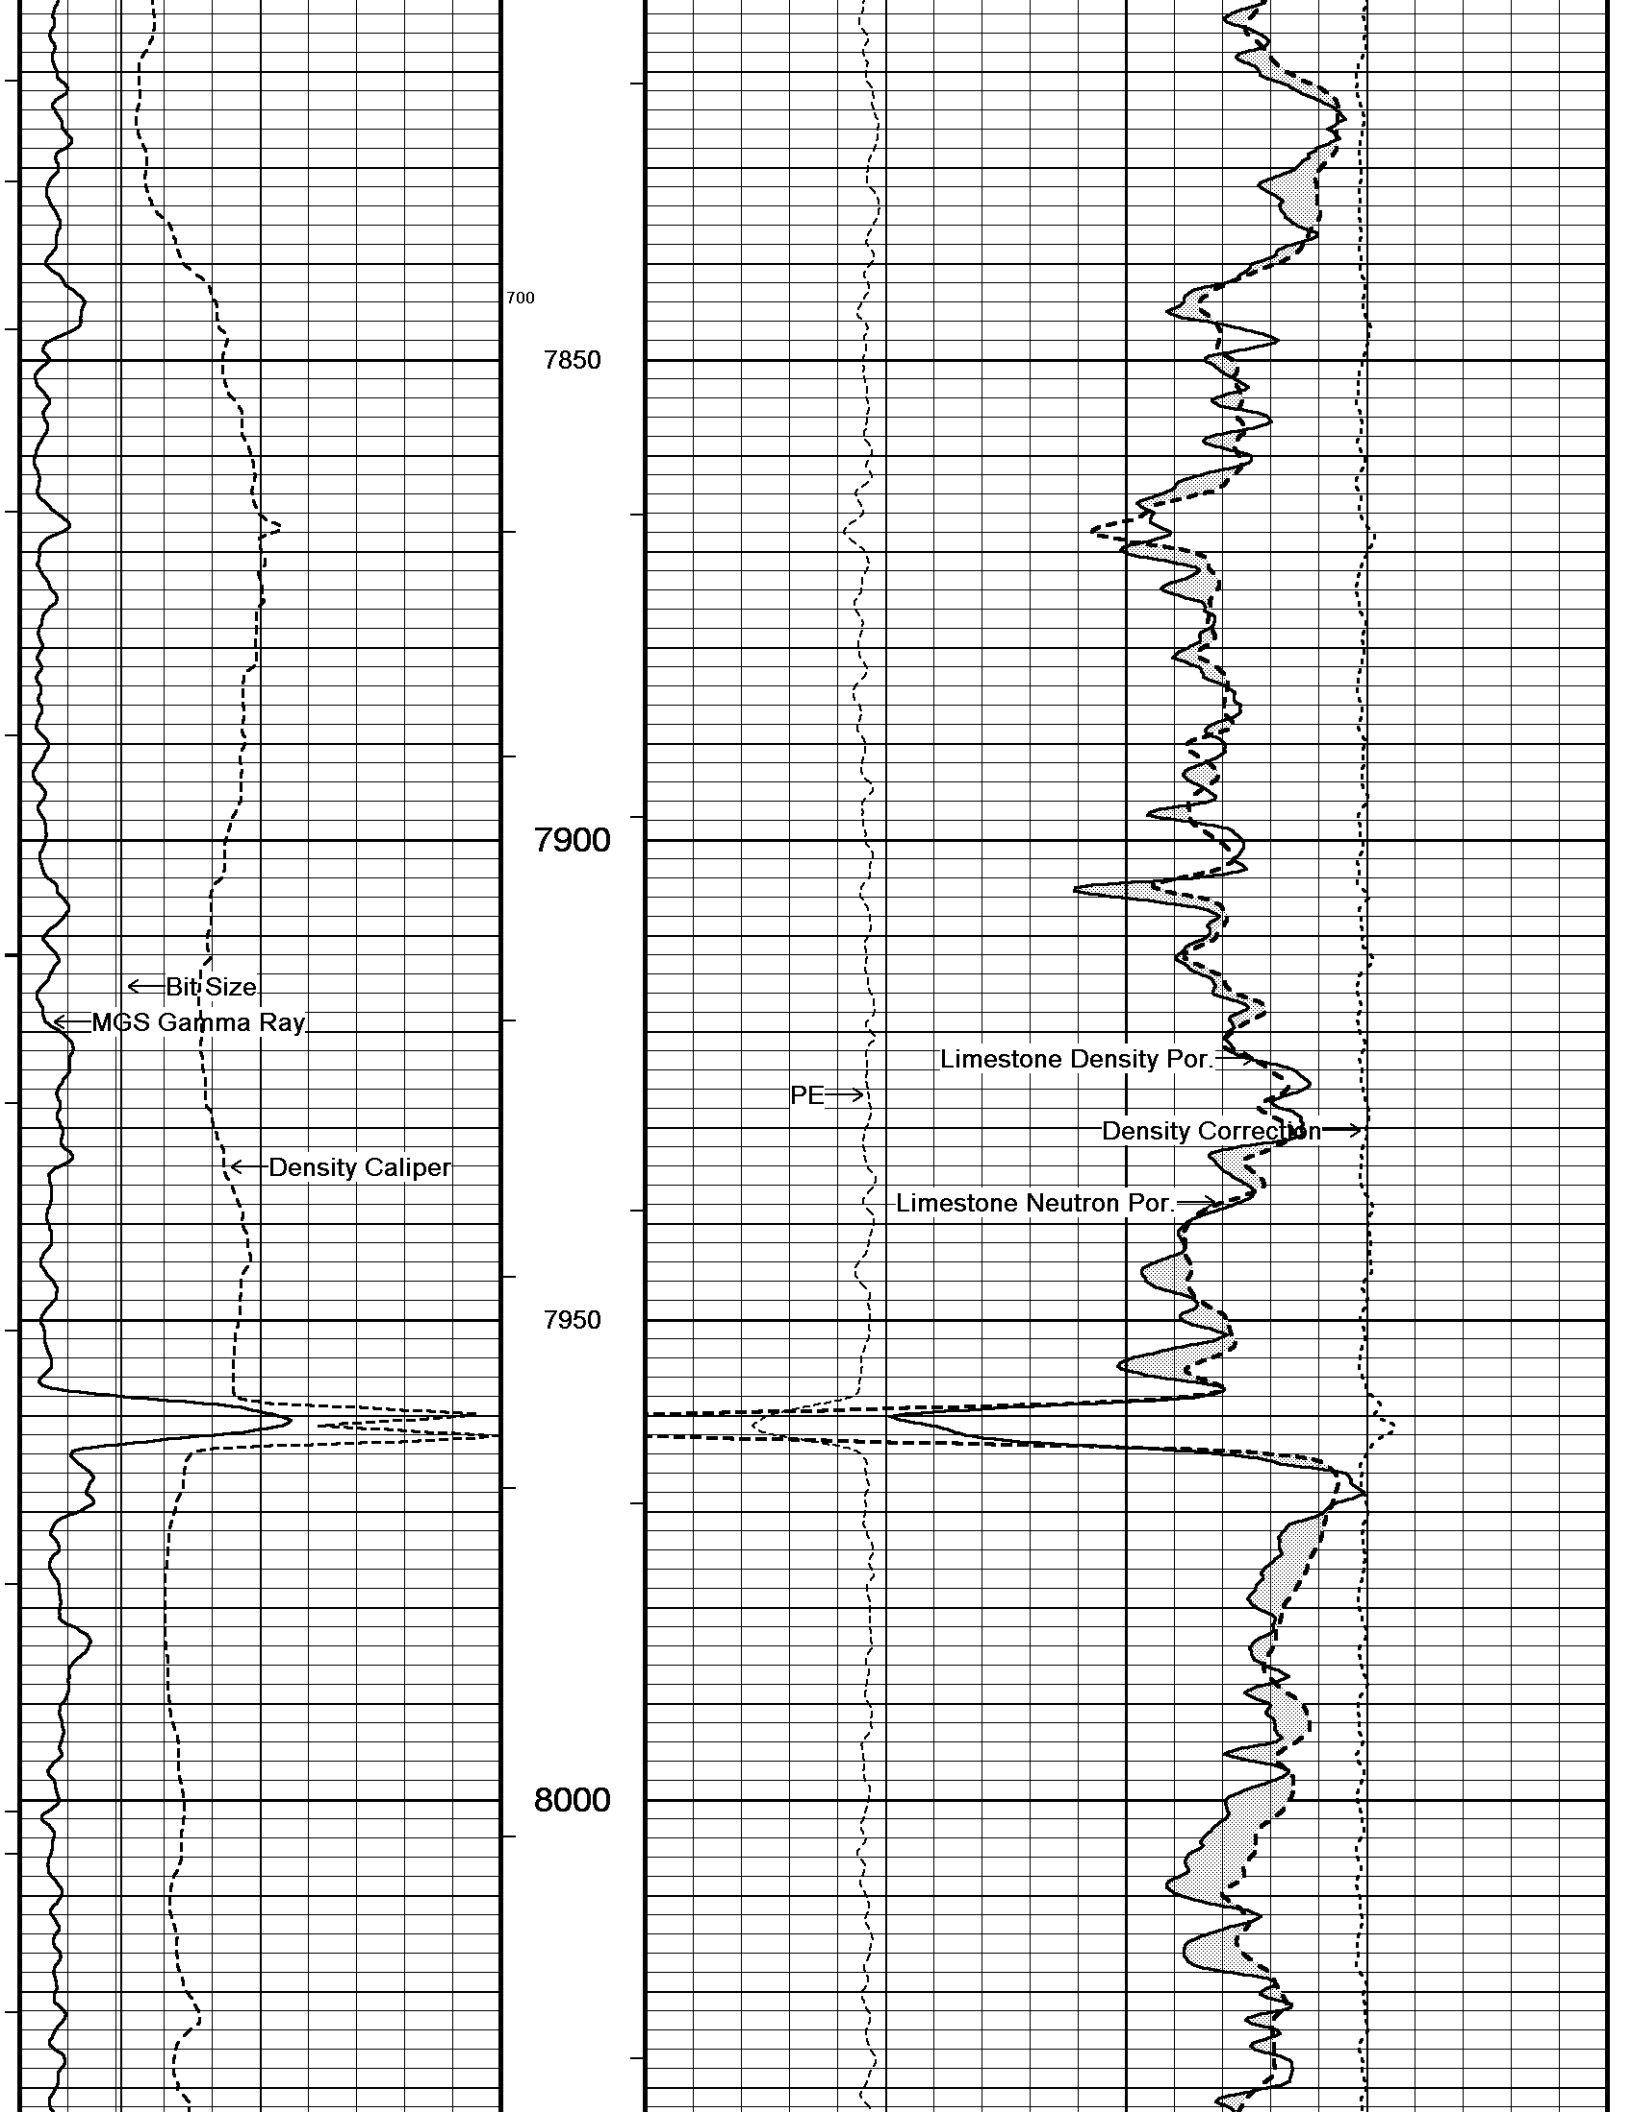 700
7850
7900
Bit Size
MGS Gamma Ray
Limestone Density Por.
PE
Density Correction
Density Caliper
Limestone Neutron Por.
7950
8000